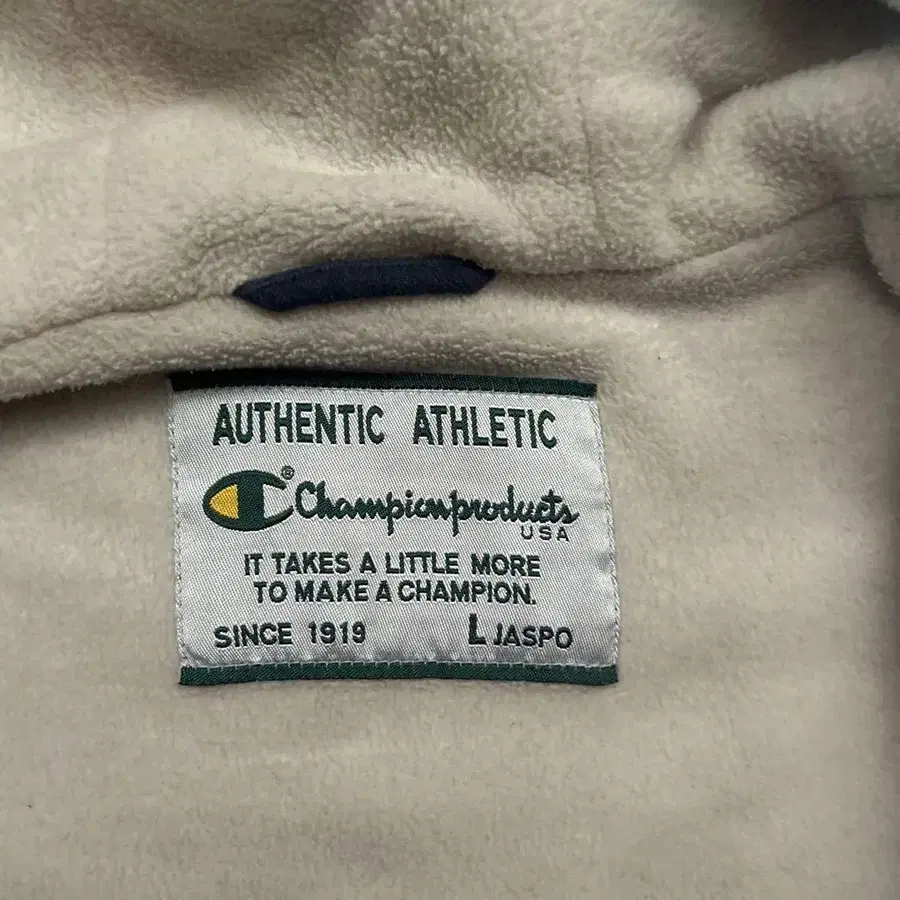 AUTHENTIC ATHLETIC
®Championproducts
USA
IT TAKES A LITTLE MORE
TO MAKE A CHAMPION.
SINCE 1919 L JASPO